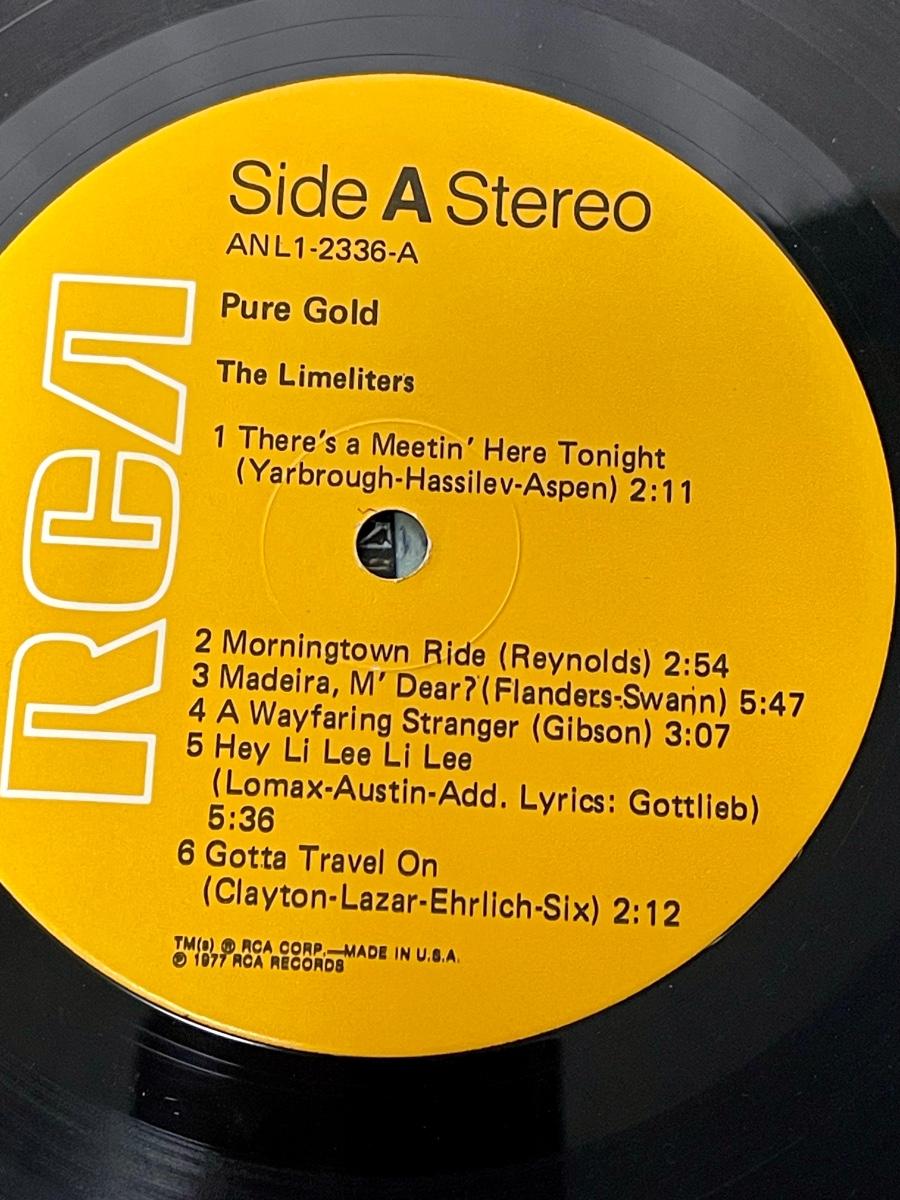 Side A Stereo
ANL1-2336-A
Pure Gold
The Limeliters
1 There's a Meetin' Here Tonight
(Yarbrough-Hassilev-Aspen) 2:11
2 Morningtown Ride (Reynolds) 2:54
3 Madeira, M' Dear? (Flanders-Swann) 5:47
4 A Wayfaring Stranger (Gibson) 3:07
5 Hey Li Lee Li Lee
(Lomax-Austin-Add. Lyrics: Gottlieb)
5:36
6 Gotta Travel On
(Clayton-Lazar-Ehrlich-Six) 2:12
TM(s) ® RCA CORP.—MADE IN U.S.A.
℗ 1977 RCA RECORDS
RCA